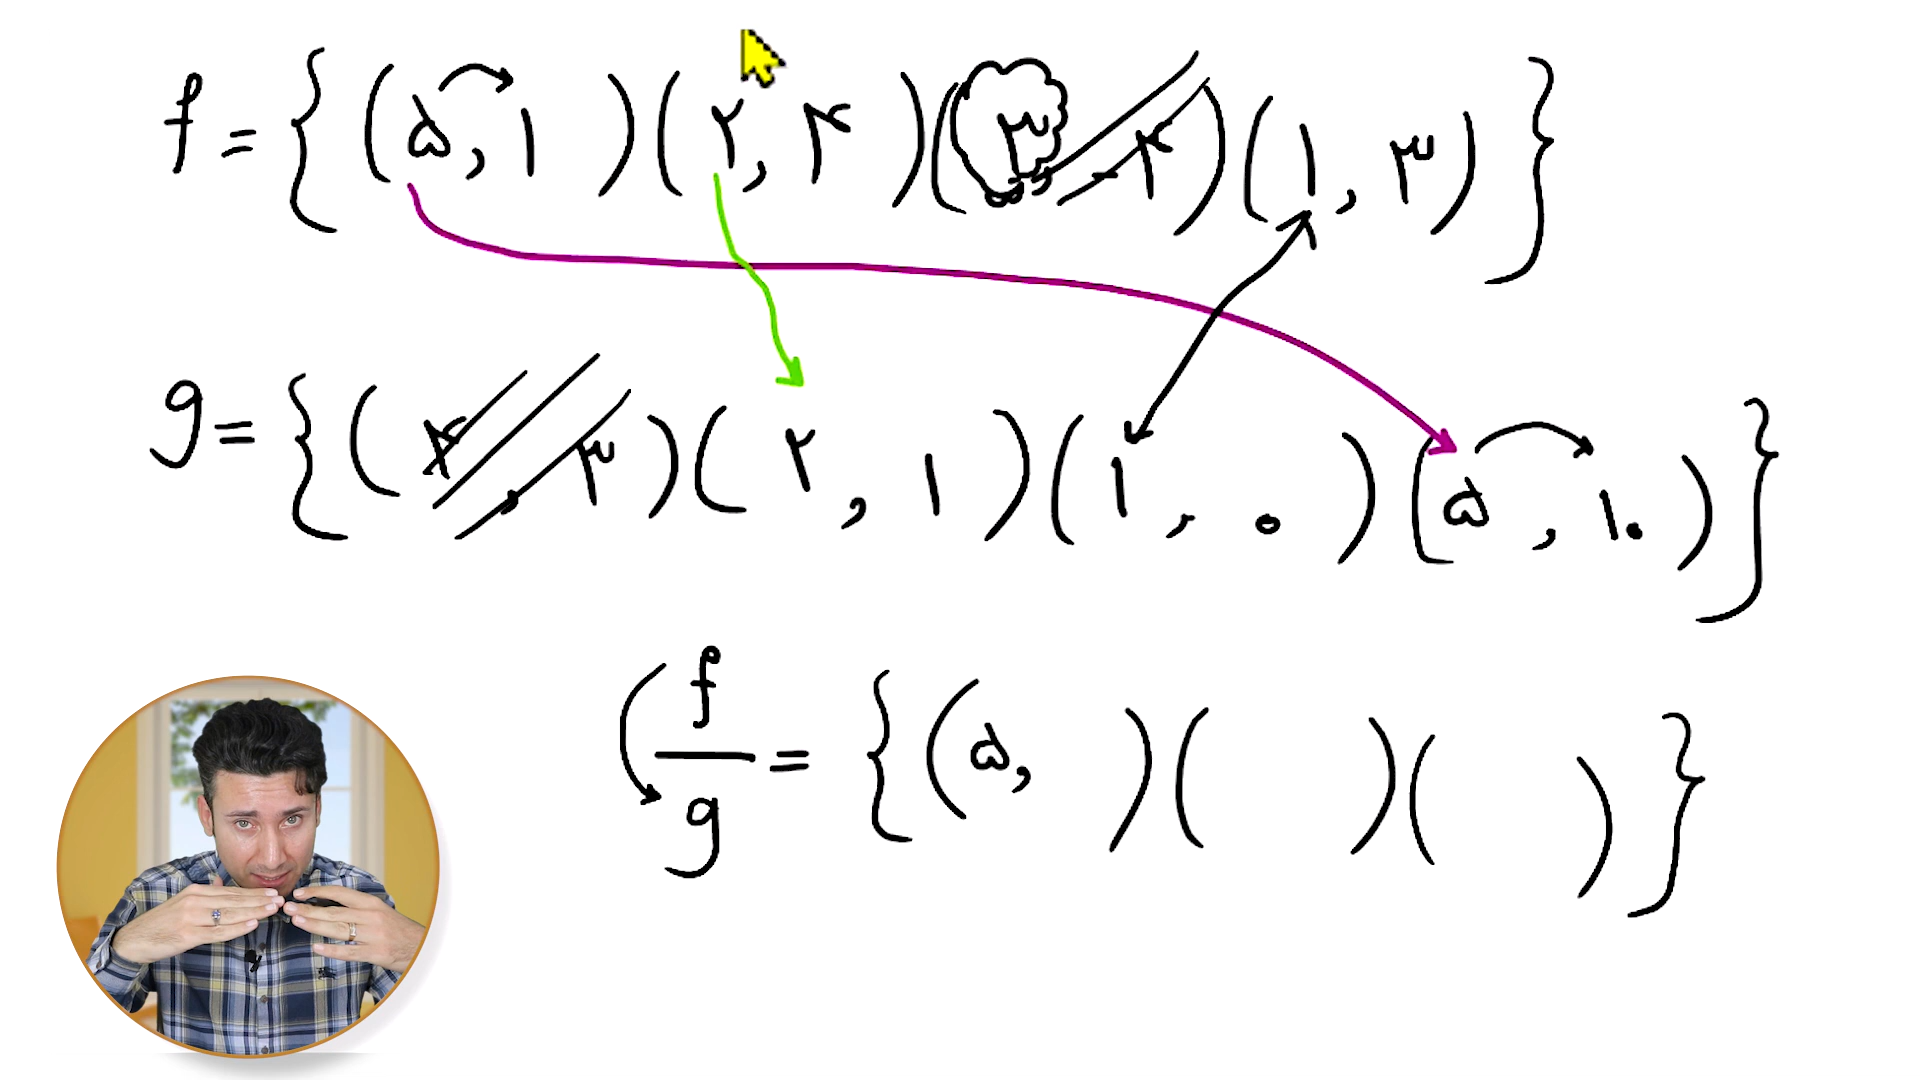 f = { (۵, ۱) (۲, ۴) (۳, -۴) (۱, ۳) }
g = { (۴, ۳) (۲, ۱) (۱, ۰) (۵, ۱۰) }
f/g = { (۵, ) ( ) ( ) }